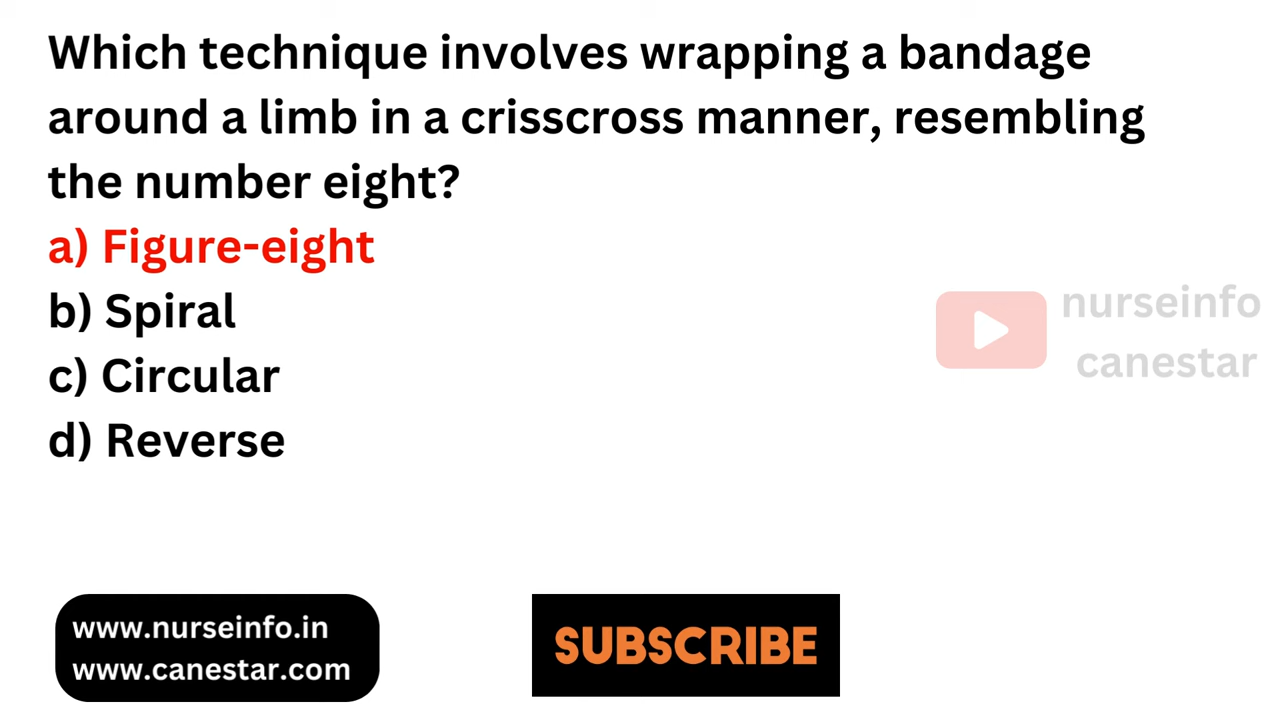 Which technique involves wrapping a bandage
around a limb in a crisscross manner, resembling
the number eight?
a) Figure-eight
b) Spiral
c) Circular
d) Reverse
nurseinfo
canestar
www.nurseinfo.in
www.canestar.com
SUBSCRIBE